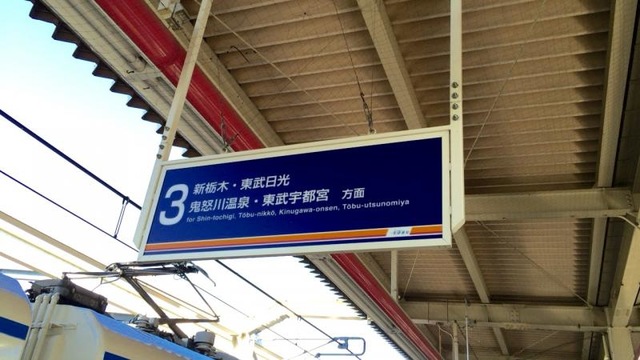 3
新栃木・東武日光
鬼怒川温泉・東武宇都宮 方面
for Shin-tochigi, Tōbu-nikkō, Kinugawa-onsen, Tōbu-utsunomiya